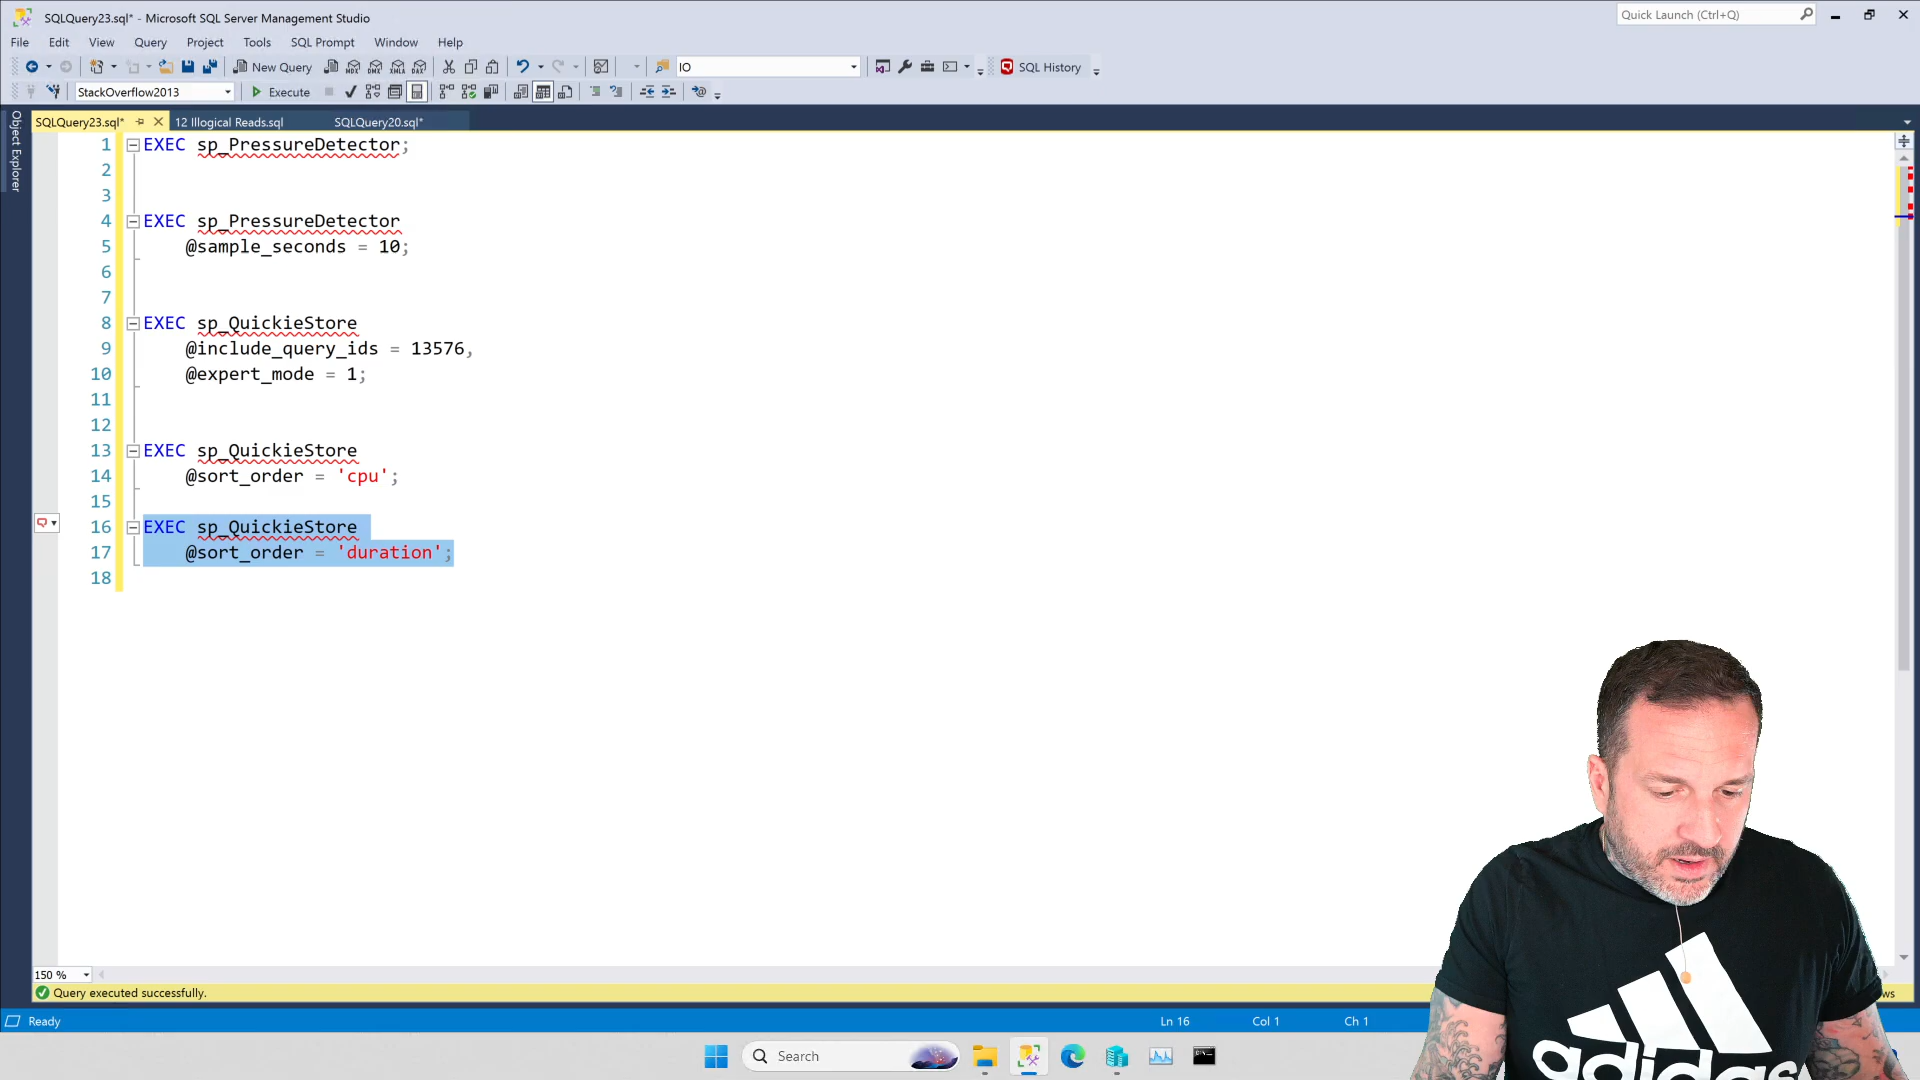 SQLQuery23.sql* - Microsoft SQL Server Management Studio
Quick Launch (Ctrl+Q)
File Edit View Query Project Tools SQL Prompt Window Help
New Query
IO
SQL History
StackOverflow2013
Execute
SQLQuery23.sql*
12 Illogical Reads.sql
SQLQuery20.sql*
Object Explorer
1 EXEC sp_PressureDetector;
2
3
4 EXEC sp_PressureDetector
5 @sample_seconds = 10;
6
7
8 EXEC sp_QuickieStore
9 @include_query_ids = 13576,
10 @expert_mode = 1;
11
12
13 EXEC sp_QuickieStore
14 @sort_order = 'cpu';
15
16 EXEC sp_QuickieStore
17 @sort_order = 'duration';
18
150 %
Query executed successfully.
Ready
Ln 16
Col 1
Ch 1
Search
adidas